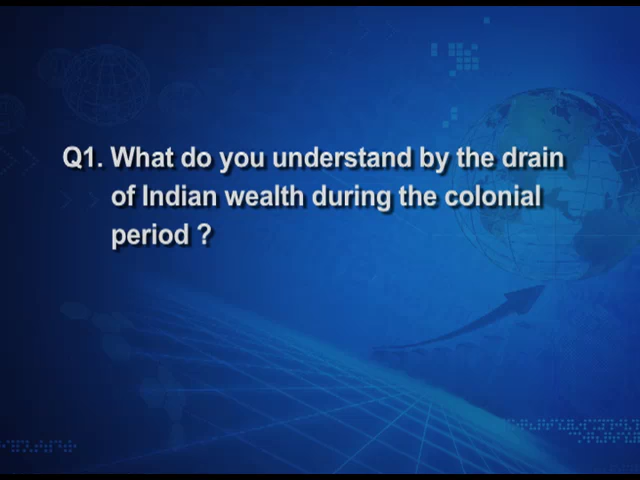 Q1. What do you understand by the drain
of Indian wealth during the colonial
period ?